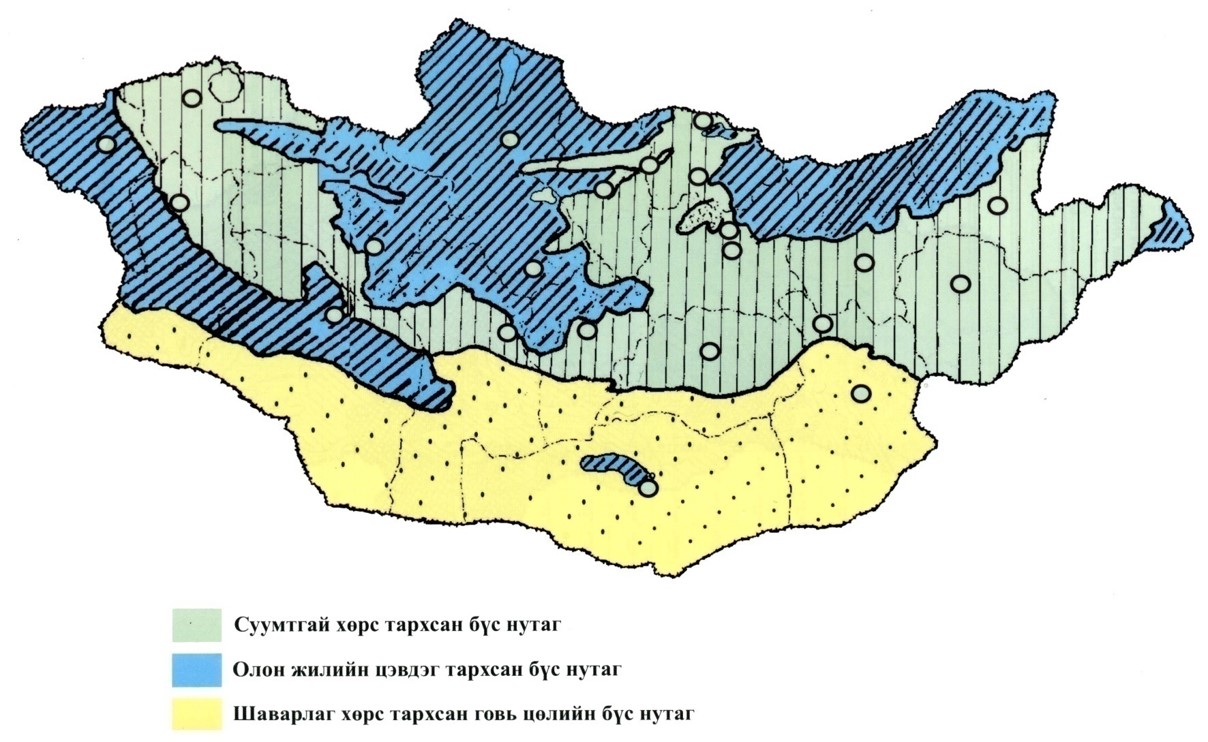 Суумтгай хөрс тархсан бүс нутаг
Олон жилийн цэвдэг тархсан бүс нутаг
Шаварлаг хөрс тархсан говь цөлийн бүс нутаг